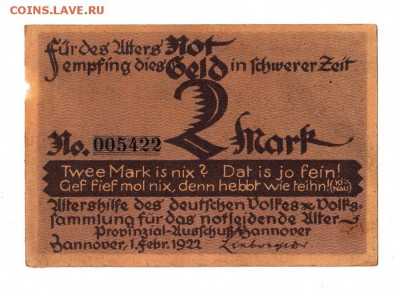 COINS.LAVE.RU
Für des Alters Not
empfing dies Geld in schwerer Zeit
2 Mark
No. 005422
Twee Mark is nix? Dat is jo fein!
Gef fief mol nix, denn hebbt wie teihn! (KINAU)
Altershilfe des deutschen Volkes * Volks-
sammlung für das notleidende Alter
Provinzial-Ausschuß Hannover
Hannover, 1. Febr. 1922